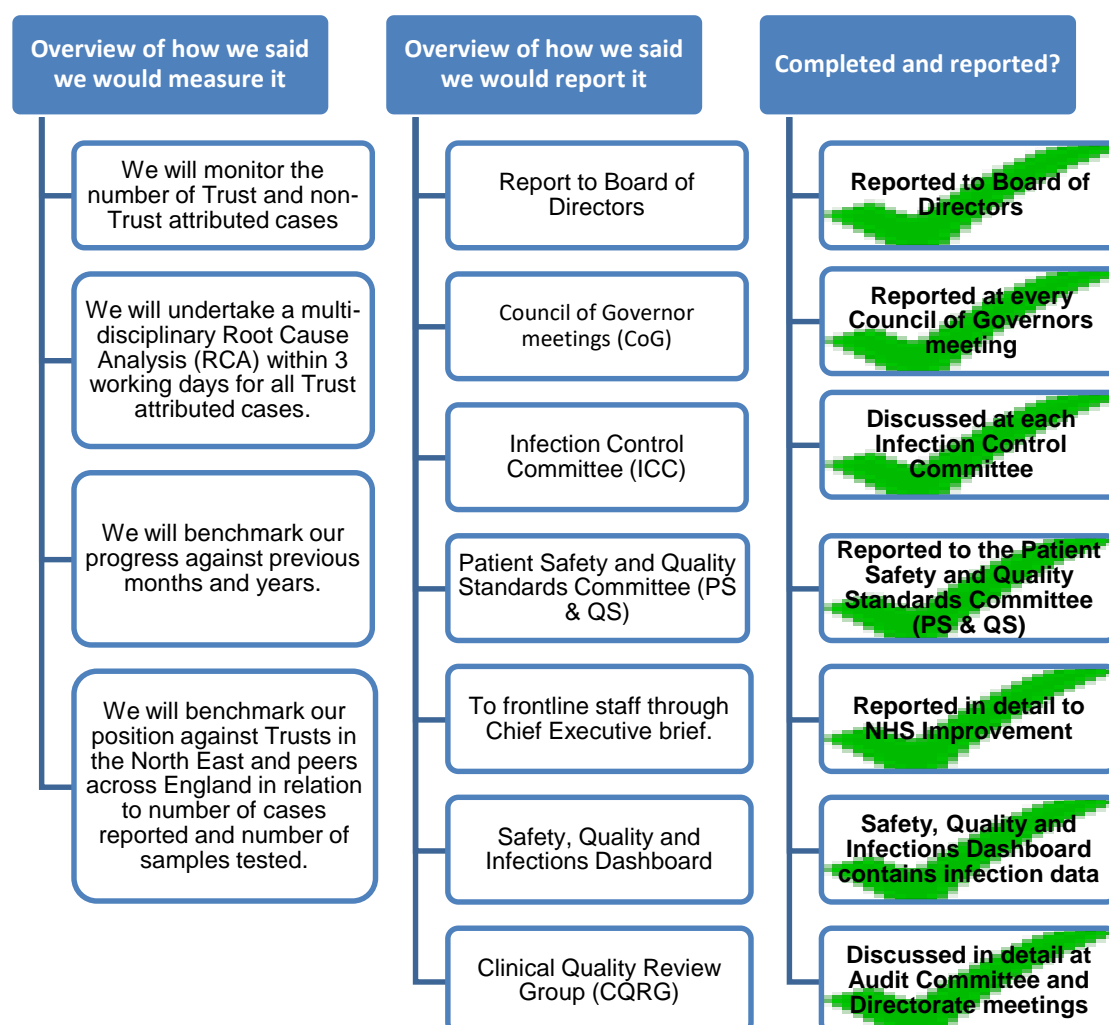 Overview of how we said
we would measure it
We will monitor the
number of Trust and non-
Trust attributed cases
We will undertake a multi-
disciplinary Root Cause
Analysis (RCA) within 3
working days for all Trust
attributed cases.
We will benchmark our
progress against previous
months and years.
We will benchmark our
position against Trusts in
the North East and peers
across England in relation
to number of cases
reported and number of
samples tested.
Overview of how we said
we would report it
Report to Board of
Directors
Council of Governor
meetings (CoG)
Infection Control
Committee (ICC)
Patient Safety and Quality
Standards Committee (PS
& QS)
To frontline staff through
Chief Executive brief.
Safety, Quality and
Infections Dashboard
Clinical Quality Review
Group (CQRG)
Completed and reported?
Reported to Board of
Directors
Reported at every
Council of Governors
meeting
Discussed at each
Infection Control
Committee
Reported to the Patient
Safety and Quality
Standards Committee
(PS & QS)
Reported in detail to
NHS Improvement
Safety, Quality and
Infections Dashboard
contains infection data
Discussed in detail at
Audit Committee and
Directorate meetings